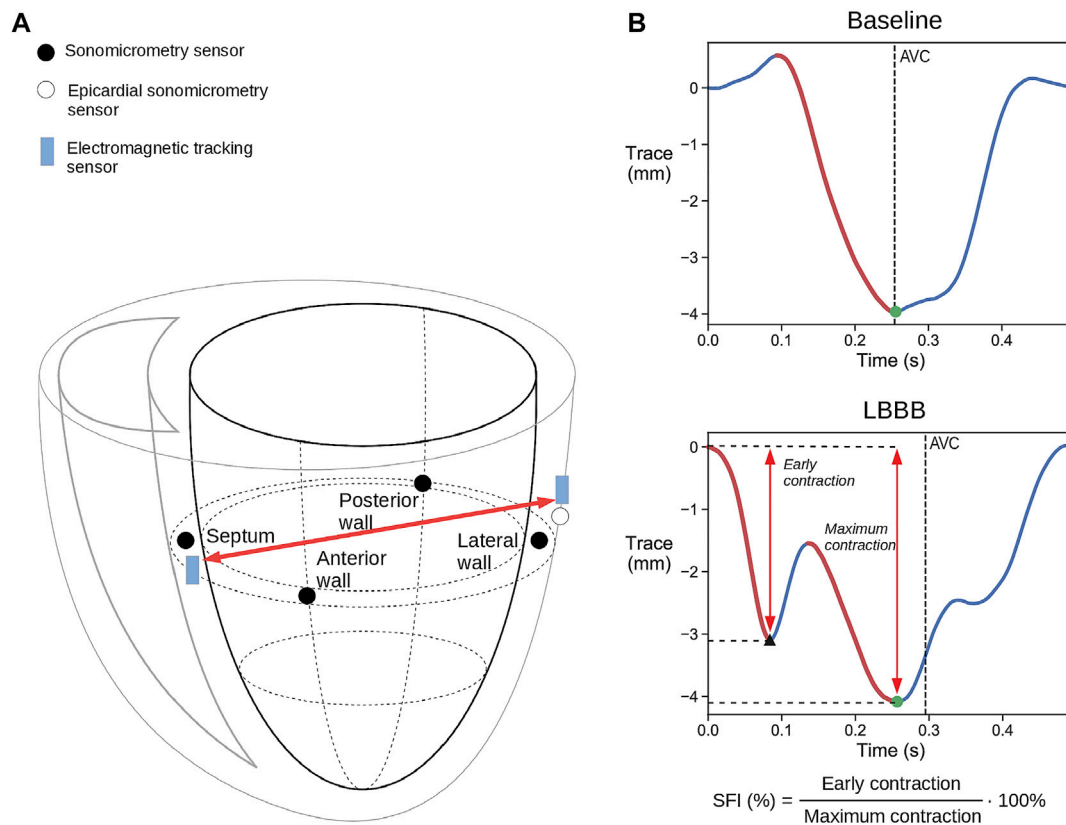 A
Sonomicrometry sensor
Epicardial sonomicrometry
sensor
Electromagnetic tracking
sensor
Posterior
wall
Septum
Lateral
wall
Anterior
wall
B
Baseline
AVC
0
−1
−2
−3
−4
Trace
(mm)
0.0 0.1 0.2 0.3 0.4
Time (s)
LBBB
AVC
Early
contraction
Maximum
contraction
0
−1
−2
−3
−4
Trace
(mm)
0.0 0.1 0.2 0.3 0.4
Time (s)
SFI (%) = Early contraction / Maximum contraction · 100%